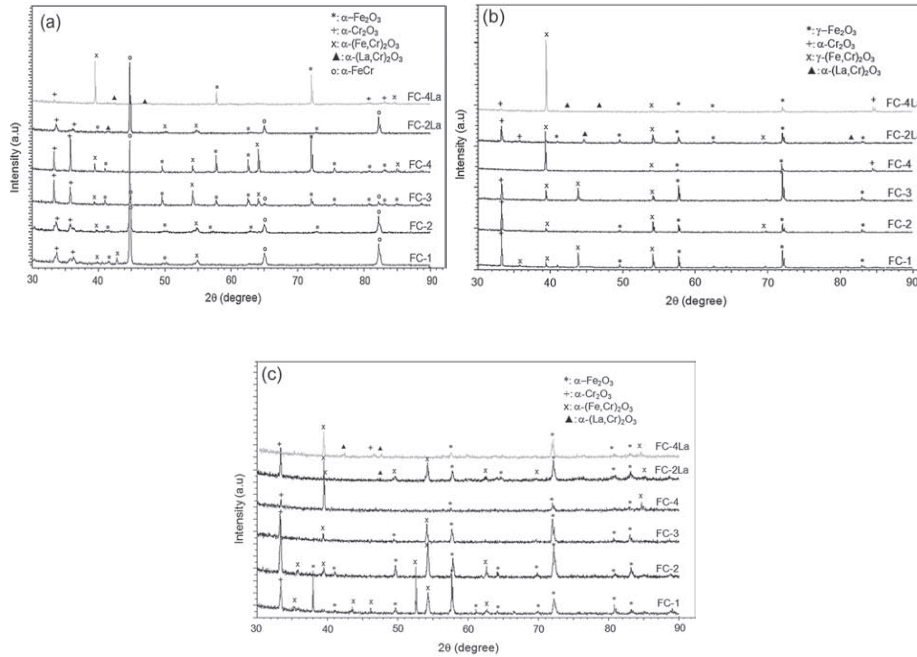 (a)
*: α–Fe₂O₃
+: α-Cr₂O₃
x: α-(Fe,Cr)₂O₃
▲: α-(La,Cr)₂O₃
o: α-FeCr
FC-4La
FC-2La
FC-4
FC-3
FC-2
FC-1
Intensity (a.u)
30 40 50 60 70 80 90
2θ (degree)
(b)
*: γ–Fe₂O₃
+: α-Cr₂O₃
x: γ-(Fe,Cr)₂O₃
▲: α-(La,Cr)₂O₃
FC-4La
FC-2La
FC-4
FC-3
FC-2
FC-1
Intensity (a.u)
30 40 50 60 70 80 90
2θ (degree)
(c)
*: α–Fe₂O₃
+: α-Cr₂O₃
x: α-(Fe,Cr)₂O₃
▲: α-(La,Cr)₂O₃
FC-4La
FC-2La
FC-4
FC-3
FC-2
FC-1
Intensity (a.u)
30 40 50 60 70 80 90
2θ (degree)